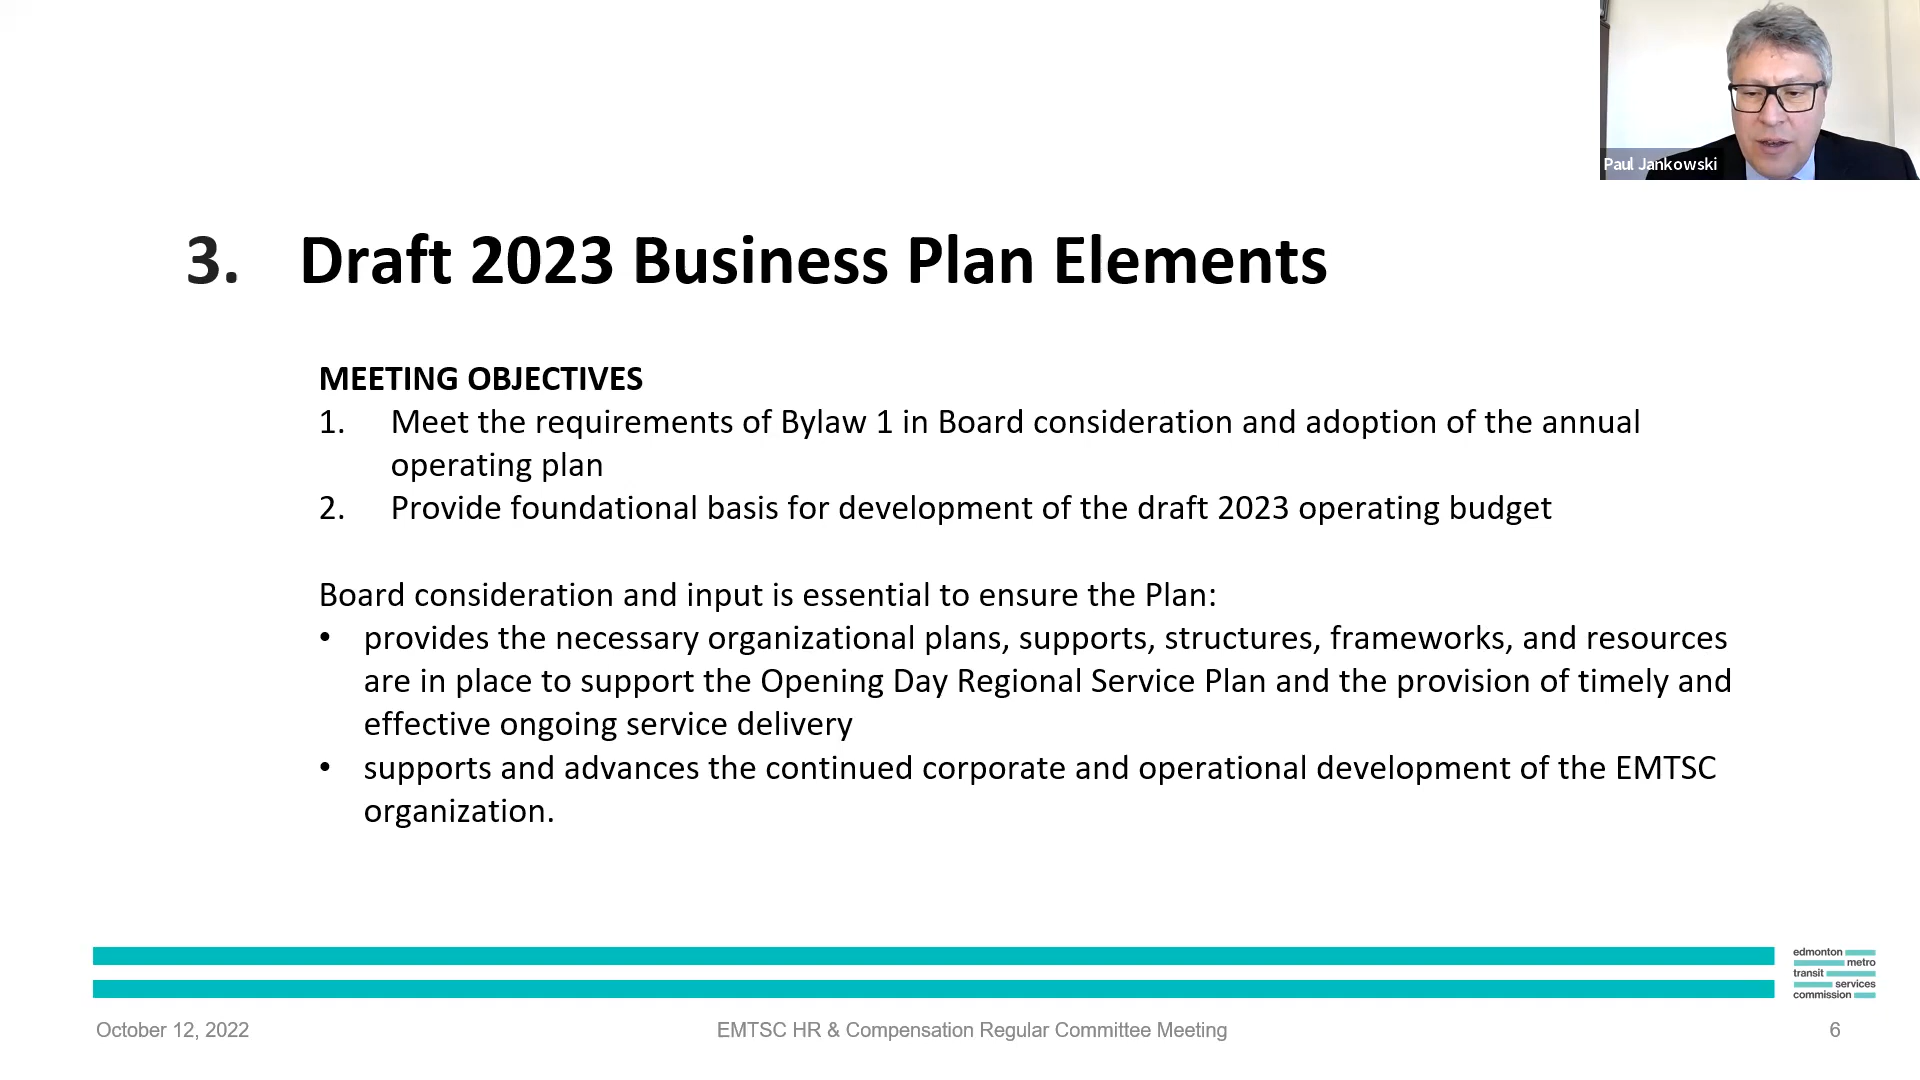 Paul Jankowski
3. Draft 2023 Business Plan Elements
MEETING OBJECTIVES
1. Meet the requirements of Bylaw 1 in Board consideration and adoption of the annual
operating plan
2. Provide foundational basis for development of the draft 2023 operating budget
Board consideration and input is essential to ensure the Plan:
• provides the necessary organizational plans, supports, structures, frameworks, and resources
are in place to support the Opening Day Regional Service Plan and the provision of timely and
effective ongoing service delivery
• supports and advances the continued corporate and operational development of the EMTSC
organization.
edmonton
metro
transit
services
commission
October 12, 2022
EMTSC HR & Compensation Regular Committee Meeting
6